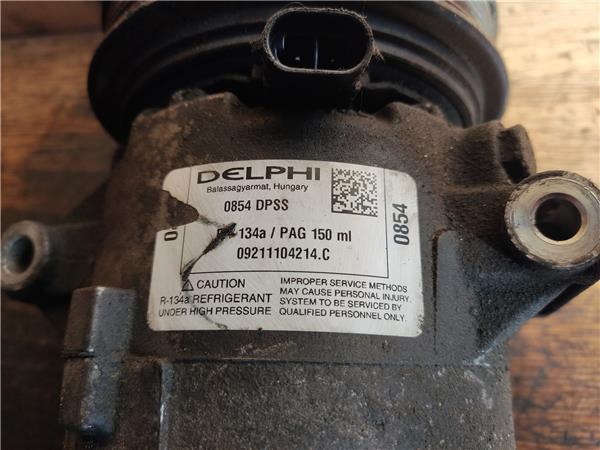 DELPHI
Balassagyarmat, Hungary
0854 DPSS
-134a / PAG 150 ml
09211104214.C
0854
CAUTION
R-134a REFRIGERANT
UNDER HIGH PRESSURE
IMPROPER SERVICE METHODS
MAY CAUSE PERSONAL INJURY.
SYSTEM TO BE SERVICED BY
QUALIFIED PERSONNEL ONLY.